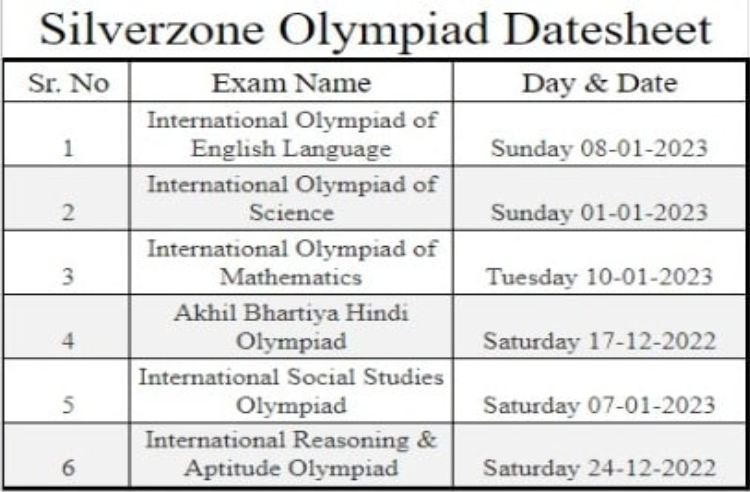 Silverzone Olympiad Datesheet
Sr. No Exam Name Day & Date
International Olympiad of
1 English Language Sunday 08-01-2023
International Olympiad of
2 Science Sunday 01-01-2023
International Olympiad of
3 Mathematics Tuesday 10-01-2023
Akhil Bhartiya Hindi
4 Olympiad Saturday 17-12-2022
International Social Studies
5 Olympiad Saturday 07-01-2023
International Reasoning &
6 Aptitude Olympiad Saturday 24-12-2022